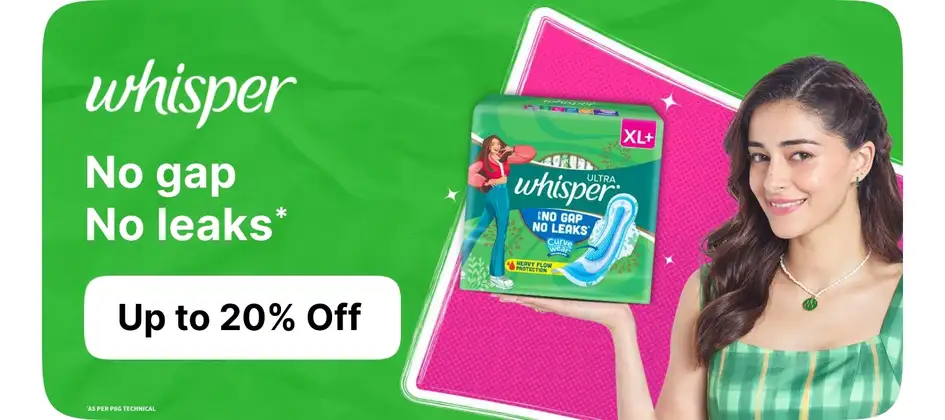 whisper
No gap
No leaks*
Up to 20% Off
*AS PER P&G TECHNICAL
XL+
ULTRA
whisper
NO GAP
NO LEAKS*
Curve
wear
HEAVY FLOW
PROTECTION